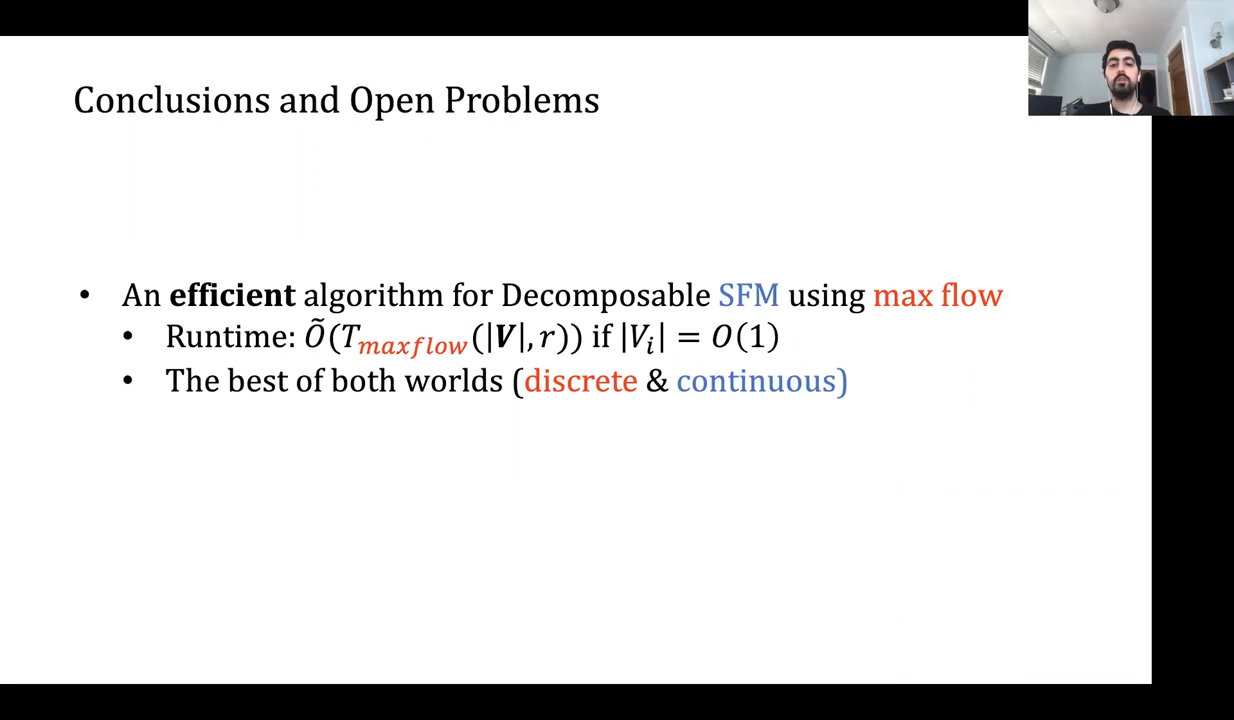 Conclusions and Open Problems
• An efficient algorithm for Decomposable SFM using max flow
• Runtime: Õ(T_maxflow(|V|, r)) if |V_i| = O(1)
• The best of both worlds (discrete & continuous)